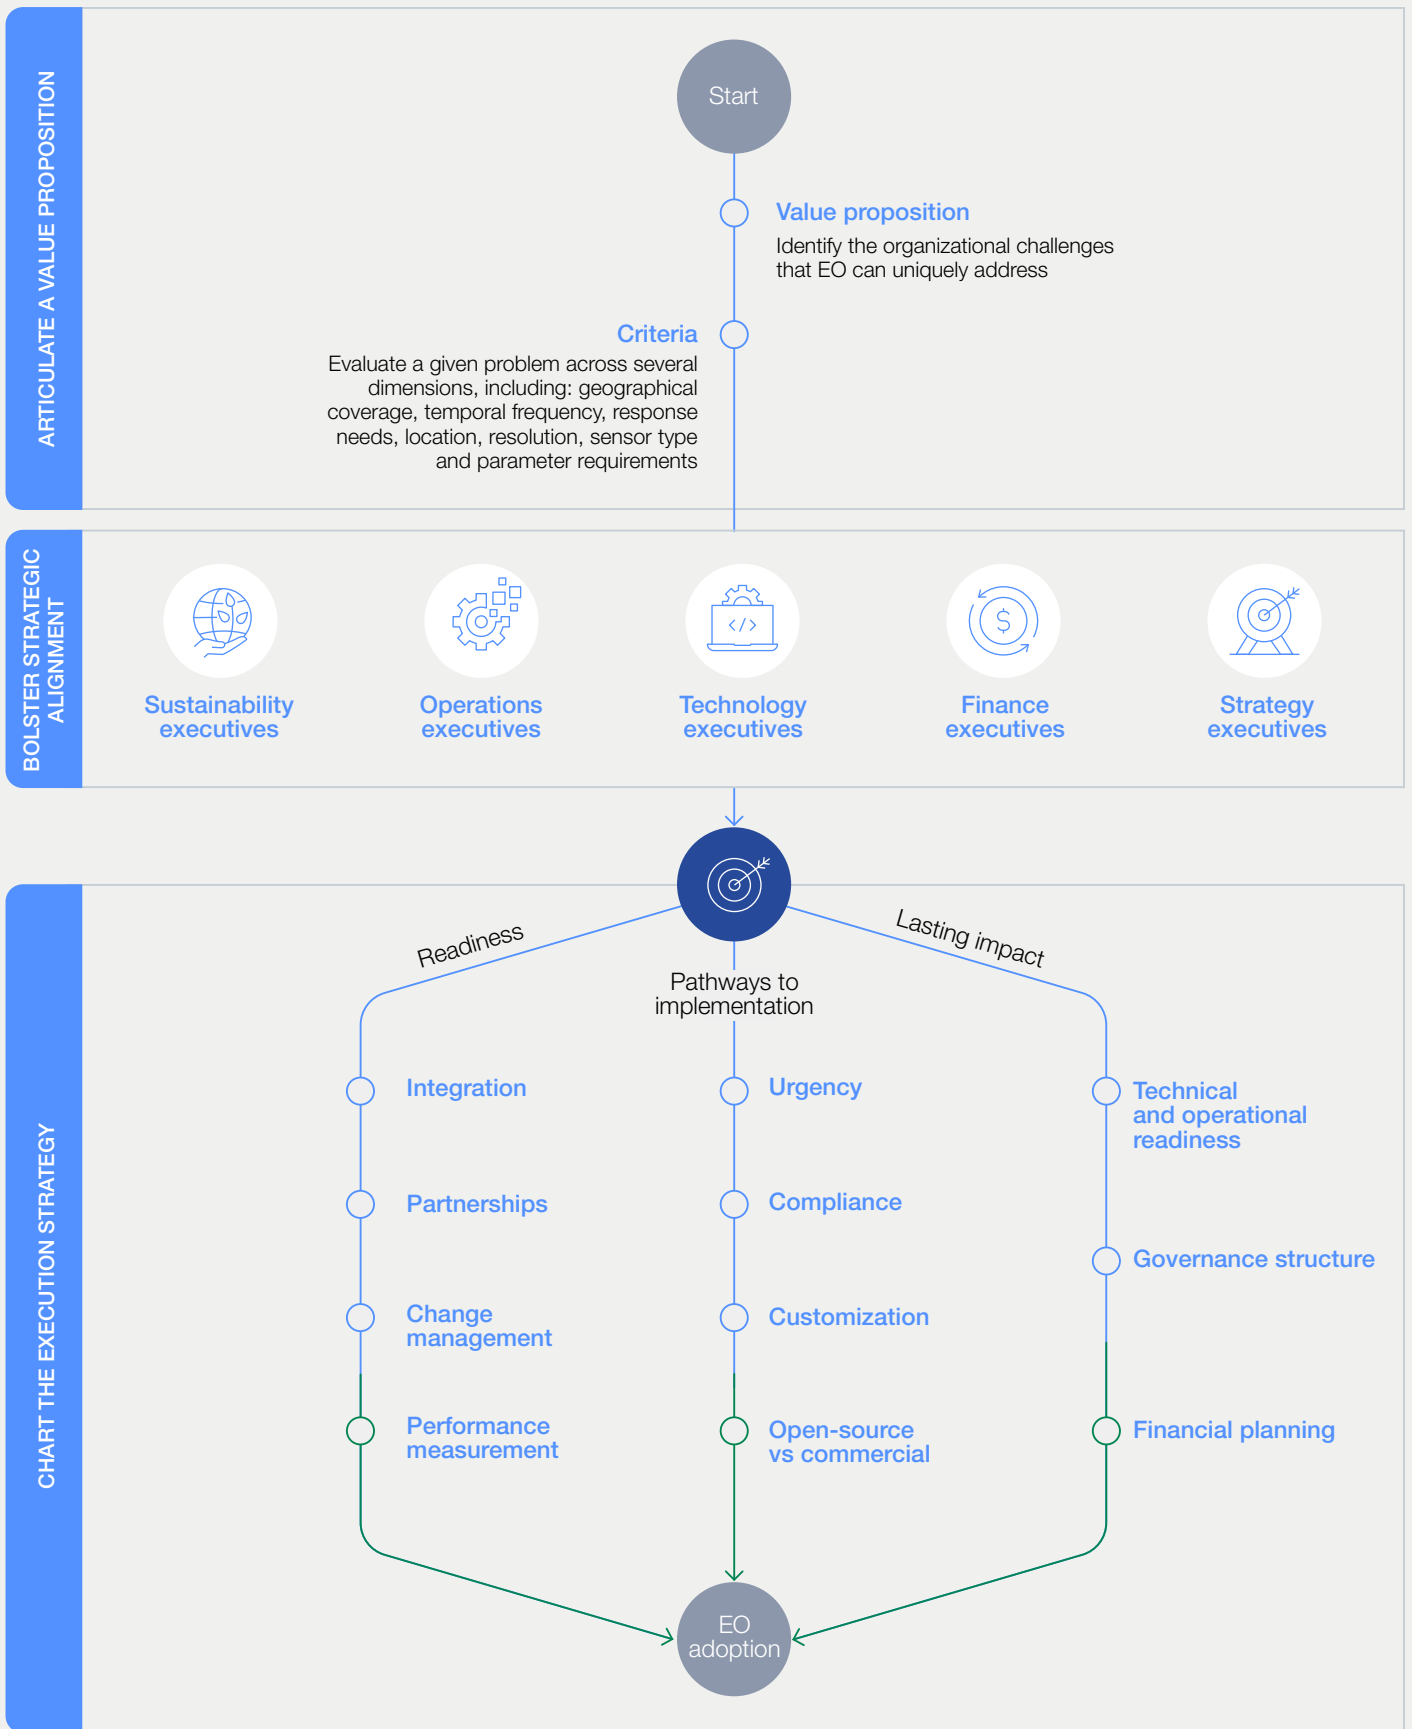 ARTICULATE A VALUE PROPOSITION
Start
Value proposition
Identify the organizational challenges
that EO can uniquely address
Criteria
Evaluate a given problem across several
dimensions, including: geographical
coverage, temporal frequency, response
needs, location, resolution, sensor type
and parameter requirements
BOLSTER STRATEGIC
ALIGNMENT
Sustainability
executives
Operations
executives
Technology
executives
Finance
executives
Strategy
executives
CHART THE EXECUTION STRATEGY
Readiness
Pathways to
implementation
Lasting impact
Integration
Partnerships
Change
management
Performance
measurement
Urgency
Compliance
Customization
Open-source
vs commercial
Technical
and operational
readiness
Governance structure
Financial planning
EO
adoption